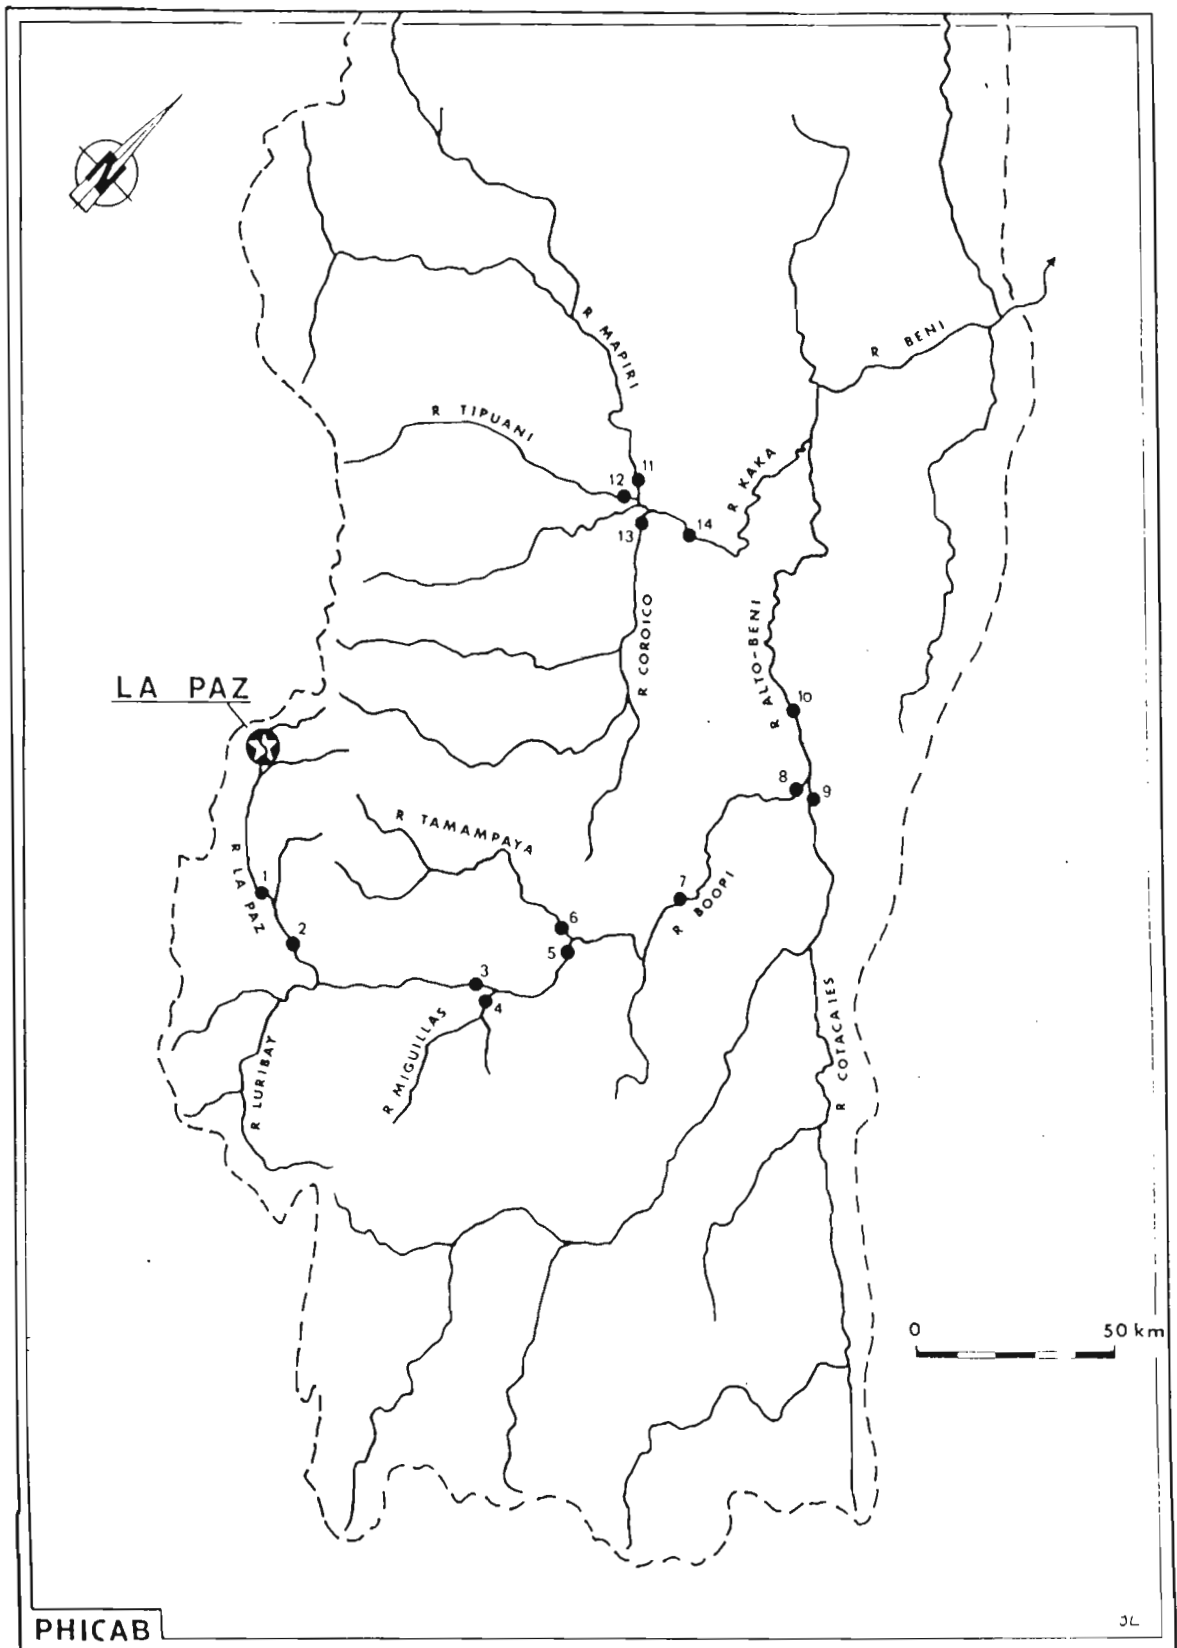 N
R MAPIRI
R BENI
R TIPUANI
11
12
R KAKA
13
14
R COROICO
R ALTO-BENI
LA PAZ
10
8
9
R TAMAMPAYA
R LA PAZ
1
7
R BOOPI
2
6
5
3
4
R MIGUILLAS
R LURIBAY
R COTACAIES
0 50 km
PHICAB
JL